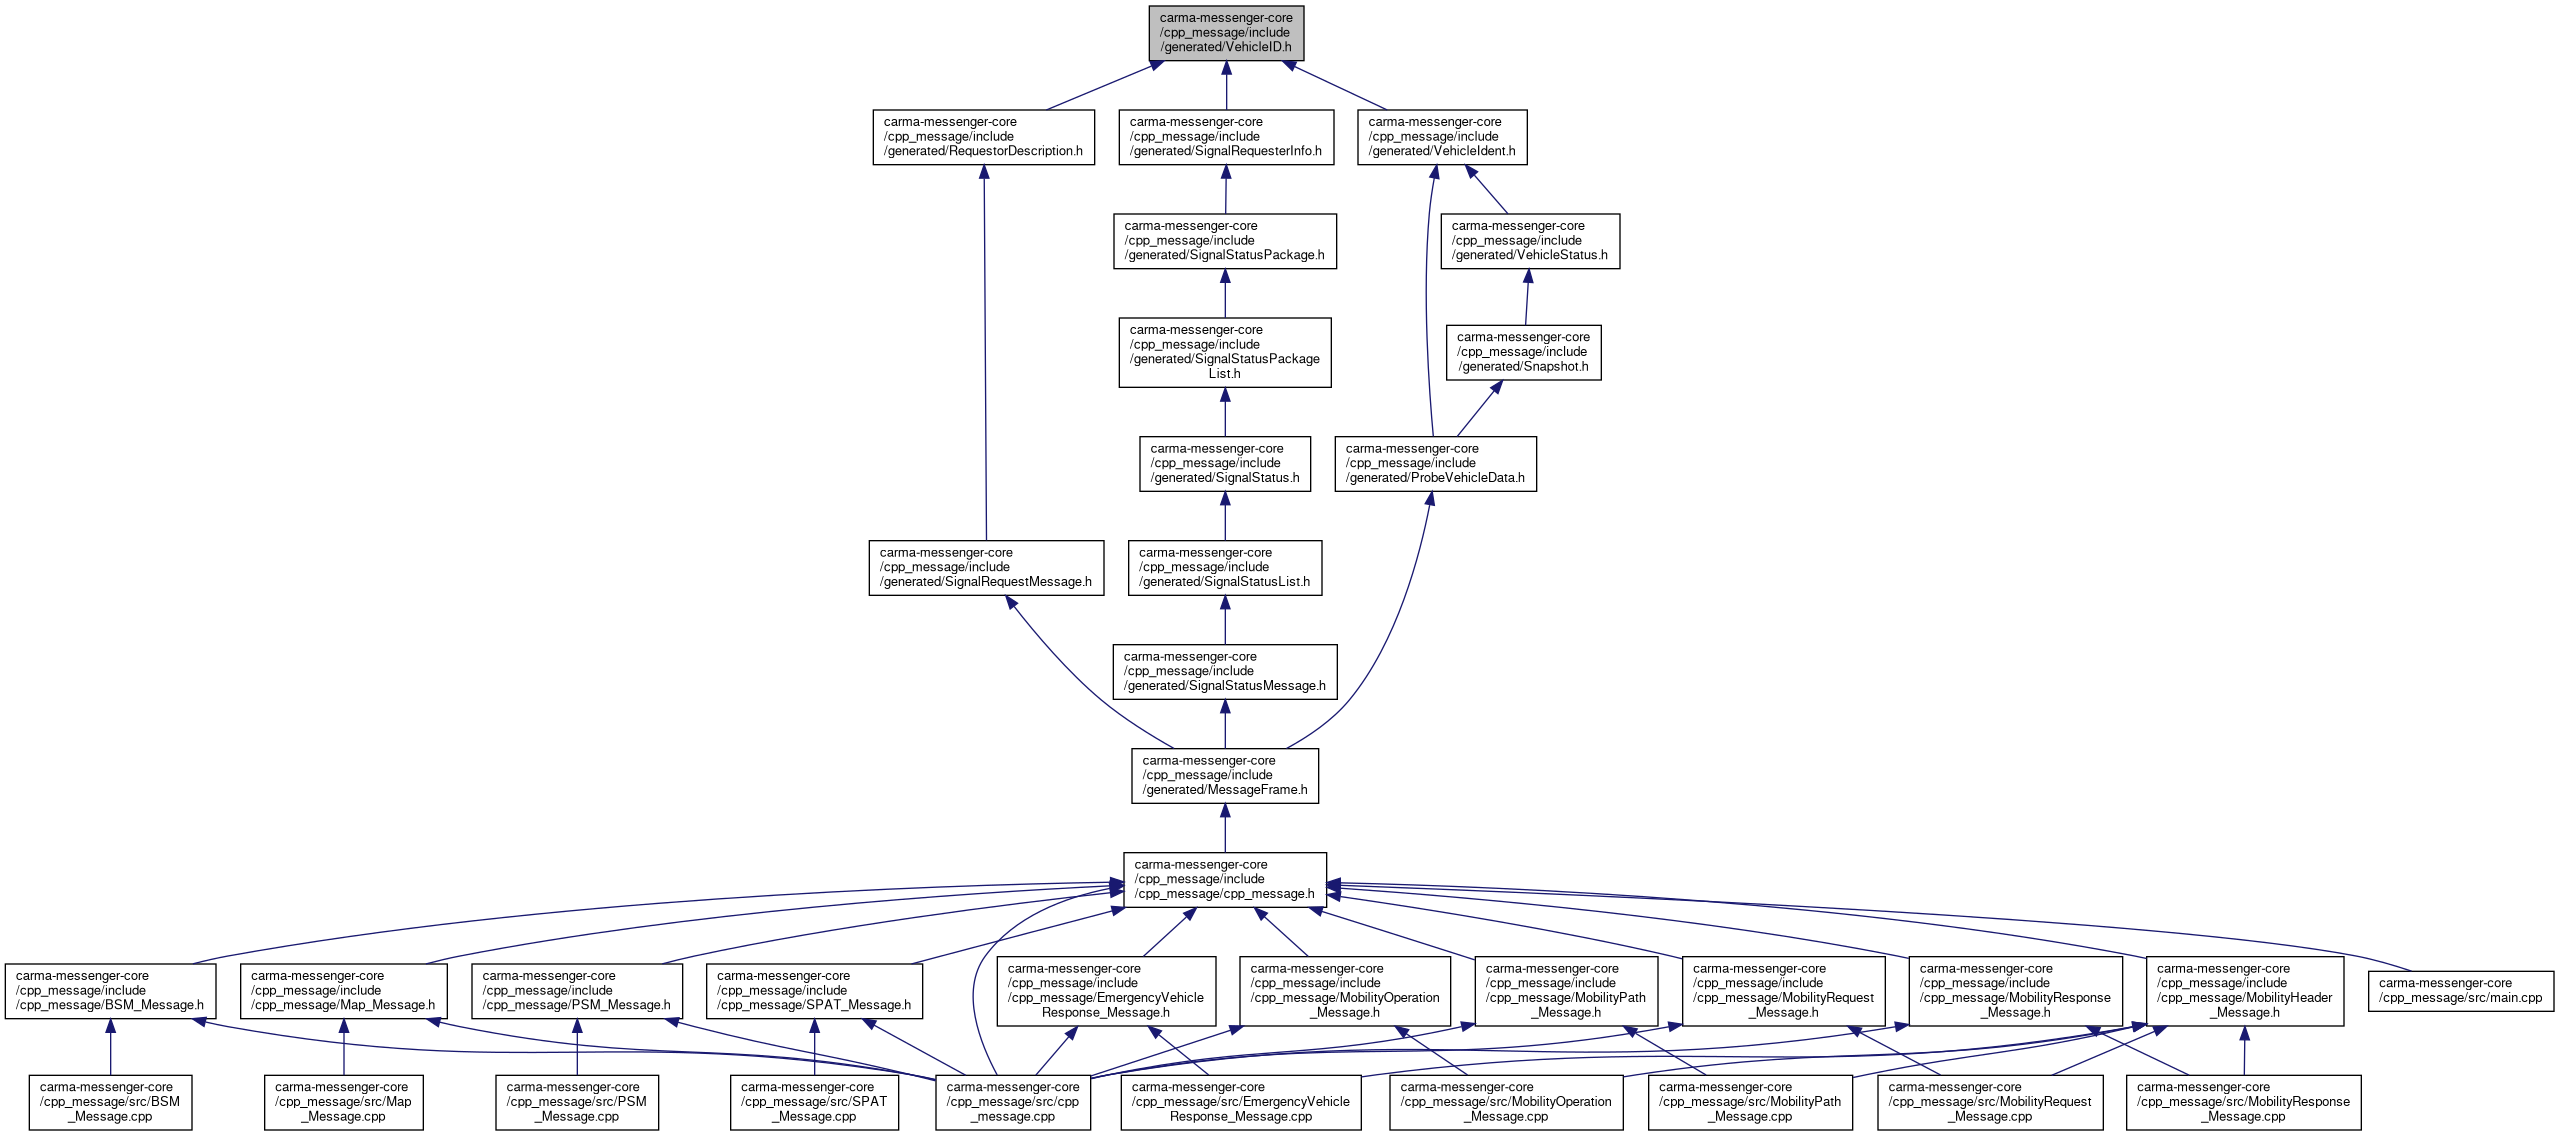 carma-messenger-core
/cpp_message/include
/generated/VehicleID.h
carma-messenger-core
/cpp_message/include
/generated/RequestorDescription.h
carma-messenger-core
/cpp_message/include
/generated/SignalRequesterInfo.h
carma-messenger-core
/cpp_message/include
/generated/VehicleIdent.h
carma-messenger-core
/cpp_message/include
/generated/SignalStatusPackage.h
carma-messenger-core
/cpp_message/include
/generated/VehicleStatus.h
carma-messenger-core
/cpp_message/include
/generated/SignalStatusPackage
List.h
carma-messenger-core
/cpp_message/include
/generated/Snapshot.h
carma-messenger-core
/cpp_message/include
/generated/SignalStatus.h
carma-messenger-core
/cpp_message/include
/generated/ProbeVehicleData.h
carma-messenger-core
/cpp_message/include
/generated/SignalRequestMessage.h
carma-messenger-core
/cpp_message/include
/generated/SignalStatusList.h
carma-messenger-core
/cpp_message/include
/generated/SignalStatusMessage.h
carma-messenger-core
/cpp_message/include
/generated/MessageFrame.h
carma-messenger-core
/cpp_message/include
/cpp_message/cpp_message.h
carma-messenger-core
/cpp_message/include
/cpp_message/BSM_Message.h
carma-messenger-core
/cpp_message/include
/cpp_message/Map_Message.h
carma-messenger-core
/cpp_message/include
/cpp_message/PSM_Message.h
carma-messenger-core
/cpp_message/include
/cpp_message/SPAT_Message.h
carma-messenger-core
/cpp_message/include
/cpp_message/EmergencyVehicle
Response_Message.h
carma-messenger-core
/cpp_message/include
/cpp_message/MobilityOperation
_Message.h
carma-messenger-core
/cpp_message/include
/cpp_message/MobilityPath
_Message.h
carma-messenger-core
/cpp_message/include
/cpp_message/MobilityRequest
_Message.h
carma-messenger-core
/cpp_message/include
/cpp_message/MobilityResponse
_Message.h
carma-messenger-core
/cpp_message/include
/cpp_message/MobilityHeader
_Message.h
carma-messenger-core
/cpp_message/src/main.cpp
carma-messenger-core
/cpp_message/src/BSM
_Message.cpp
carma-messenger-core
/cpp_message/src/Map
_Message.cpp
carma-messenger-core
/cpp_message/src/PSM
_Message.cpp
carma-messenger-core
/cpp_message/src/SPAT
_Message.cpp
carma-messenger-core
/cpp_message/src/cpp
_message.cpp
carma-messenger-core
/cpp_message/src/EmergencyVehicle
Response_Message.cpp
carma-messenger-core
/cpp_message/src/MobilityOperation
_Message.cpp
carma-messenger-core
/cpp_message/src/MobilityPath
_Message.cpp
carma-messenger-core
/cpp_message/src/MobilityRequest
_Message.cpp
carma-messenger-core
/cpp_message/src/MobilityResponse
_Message.cpp